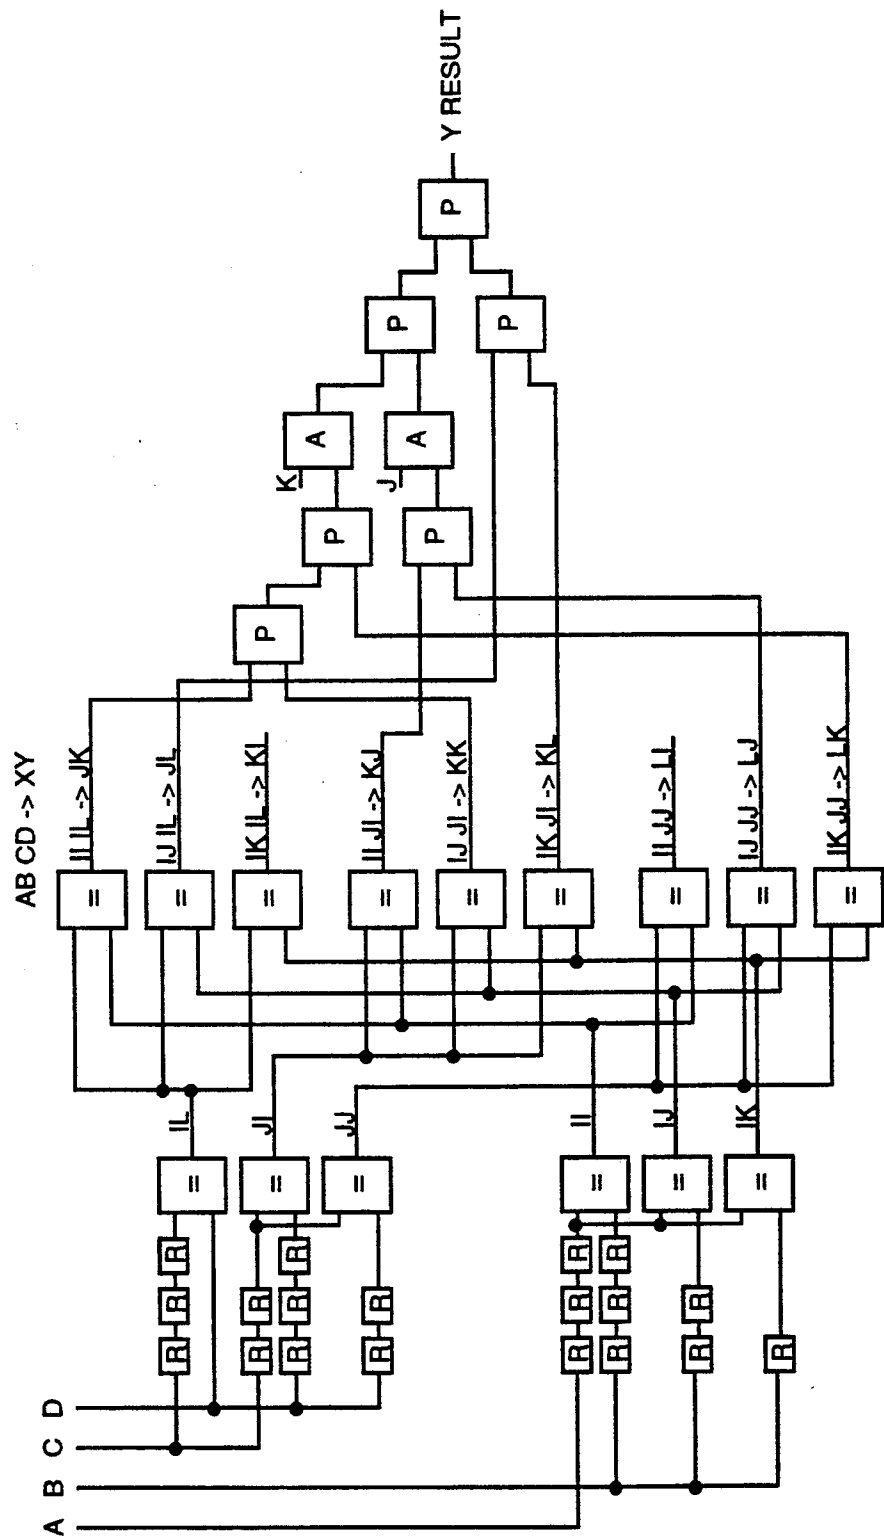 A B C D
R R R
= IL
R R
R R R
= JI
R R
= JJ
R R R
R R R
= II
R R
= IJ
R
= IK
AB CD -> XY
= II IL -> JK
= IJ IL -> JL
= IK IL -> KI
= II JI -> KJ
= IJ JI -> KK
= IK JI -> KL
= II JJ -> LI
= IJ JJ -> LJ
= IK JJ -> LK
P
P
P
K
A
J
A
P
P
P
Y RESULT